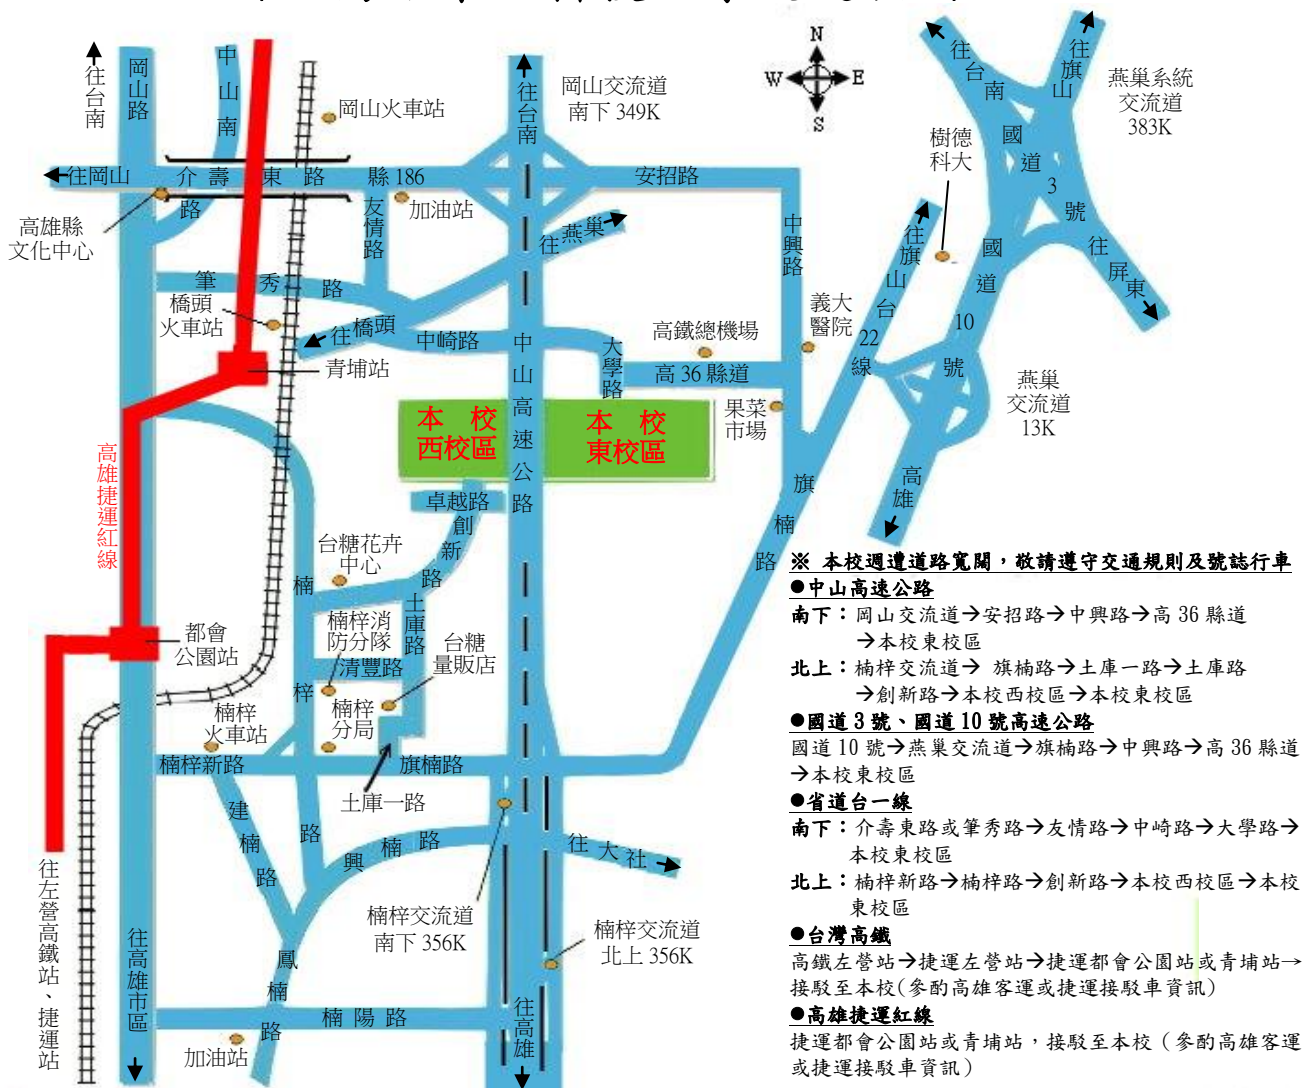 N
W
E
S
往台南
岡山路
中山南路
岡山火車站
岡山交流道
南下 349K
往台南
往岡山
介壽東路
縣 186
安招路
高雄縣
文化中心
友情路
加油站
往燕巢
筆秀路
橋頭
火車站
往橋頭
中崎路
青埔站
中山高速公路
大學路
高鐵總機場
高 36 縣道
中興路
義大
醫院
果菜
市場
樹德
科大
往旗山
台22線
往台南
往旗山
燕巢系統
交流道
383K
國道3號
往屏東
國道10號
燕巢
交流道
13K
高雄
本 校
西校區
本 校
東校區
高雄捷運紅線
卓越路
創新路
台糖花卉
中心
楠梓路
土庫路
楠梓消
防分隊
清豐路
台糖
量販店
都會
公園站
楠梓
火車站
楠梓
分局
楠梓新路
旗楠路
旗楠路
土庫一路
建楠路
興楠路
往大社
往左營高鐵站、捷運站
往高雄市區
楠梓交流道
南下 356K
楠梓交流道
北上 356K
鳳楠路
楠陽路
加油站
往高雄
※ 本校週遭道路寬闊，敬請遵守交通規則及號誌行車
●中山高速公路
南下：岡山交流道→安招路→中興路→高 36 縣道
→本校東校區
北上：楠梓交流道→ 旗楠路→土庫一路→土庫路
→創新路→本校西校區→本校東校區
●國道 3 號、國道 10 號高速公路
國道 10 號→燕巢交流道→旗楠路→中興路→高 36 縣道
→本校東校區
●省道台一線
南下：介壽東路或筆秀路→友情路→中崎路→大學路→
本校東校區
北上：楠梓新路→楠梓路→創新路→本校西校區→本校
東校區
●台灣高鐵
高鐵左營站→捷運左營站→捷運都會公園站或青埔站→
接駁至本校(參酌高雄客運或捷運接駁車資訊)
●高雄捷運紅線
捷運都會公園站或青埔站，接駁至本校（參酌高雄客運
或捷運接駁車資訊）